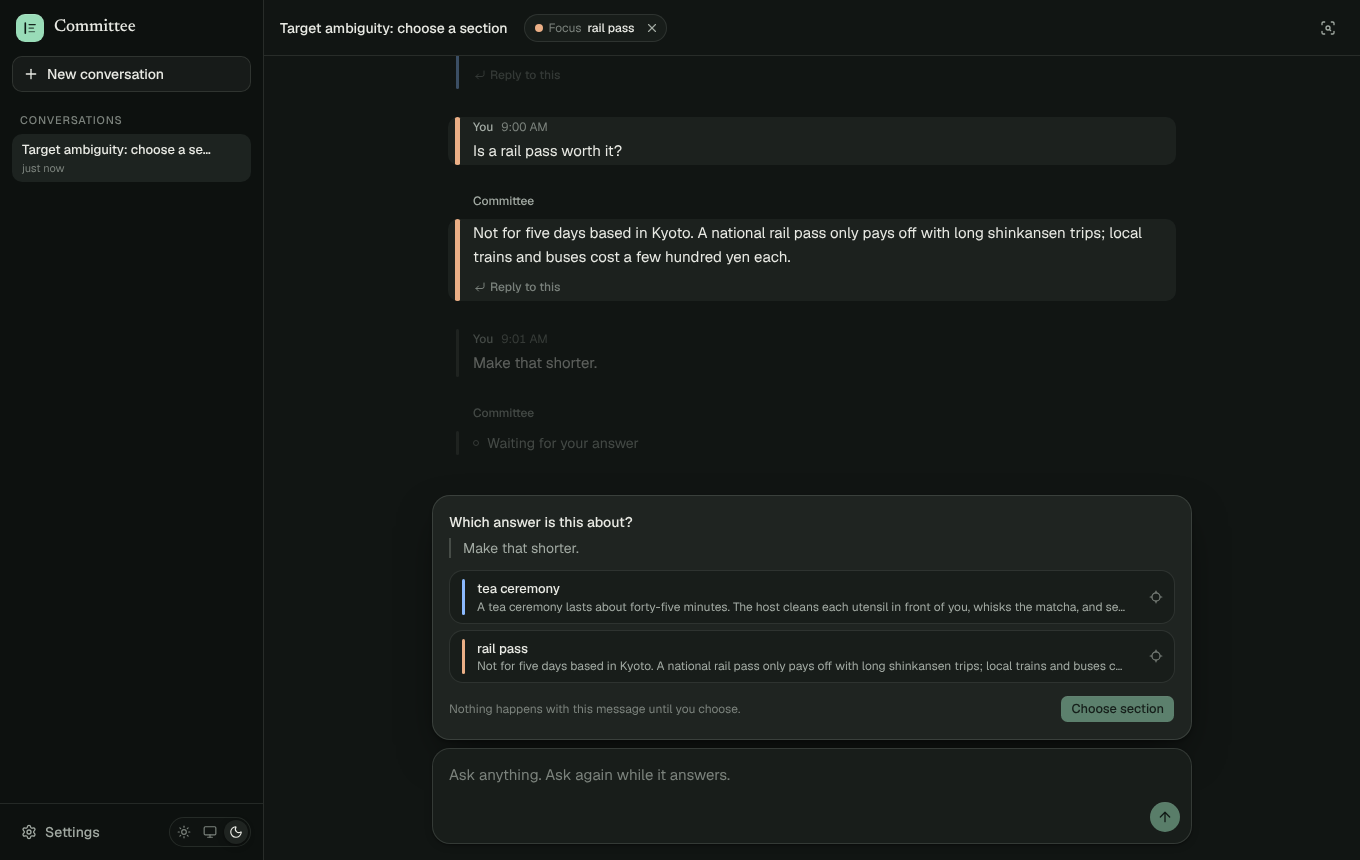 Committee
New conversation
CONVERSATIONS
Target ambiguity: choose a se…
just now
Settings
Target ambiguity: choose a section
Focus rail pass
Reply to this
You 9:00 AM
Is a rail pass worth it?
Committee
Not for five days based in Kyoto. A national rail pass only pays off with long shinkansen trips; local
trains and buses cost a few hundred yen each.
Reply to this
You 9:01 AM
Make that shorter.
Committee
Waiting for your answer
Which answer is this about?
Make that shorter.
tea ceremony
A tea ceremony lasts about forty-five minutes. The host cleans each utensil in front of you, whisks the matcha, and se…
rail pass
Not for five days based in Kyoto. A national rail pass only pays off with long shinkansen trips; local trains and buses c…
Nothing happens with this message until you choose.
Choose section
Ask anything. Ask again while it answers.